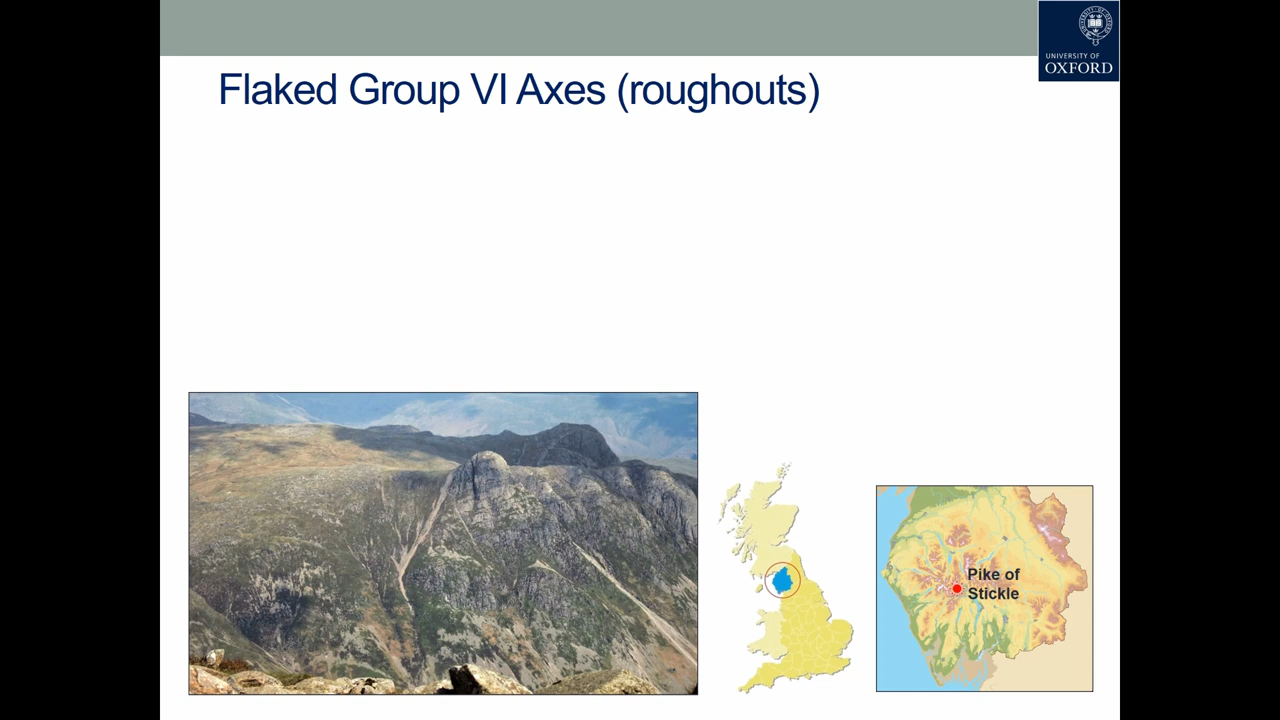 UNIVERSITY OF
OXFORD
Flaked Group VI Axes (roughouts)
Pike of
Stickle